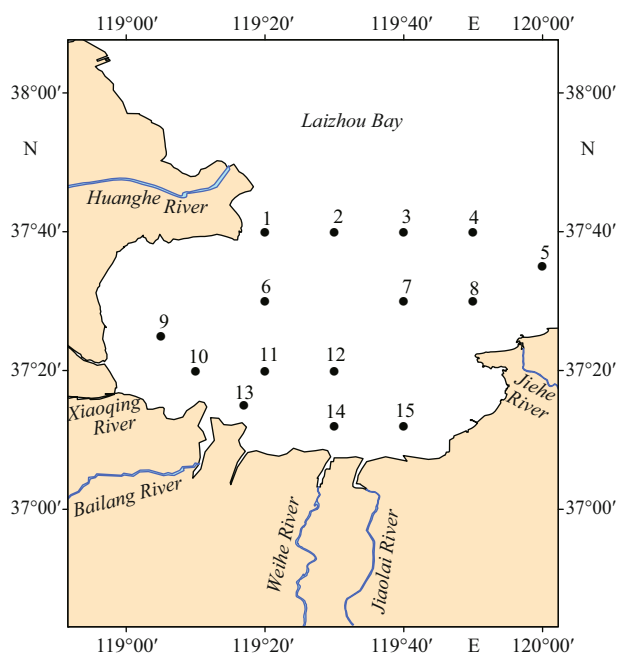 119°00′ 119°20′ 119°40′ E 120°00′
38°00′ 38°00′
Laizhou Bay
N N
Huanghe
River
1 2 3 4
37°40′ 37°40′
5
6 7 8
9
10 11 12
37°20′ 37°20′
13
Jiehe
River
Xiaoqing
River
14 15
Bailang River
37°00′ 37°00′
Weihe River
Jiaolai River
119°00′ 119°20′ 119°40′ E 120°00′